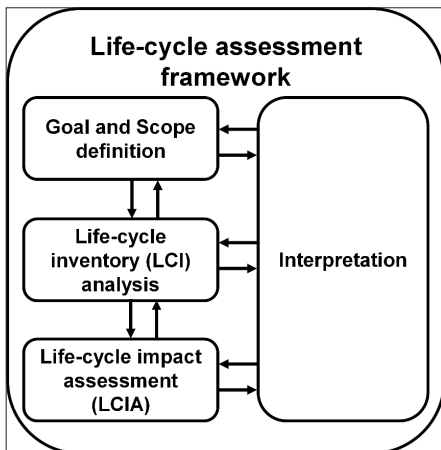 Life-cycle assessment
framework
Goal and Scope
definition
Life-cycle
inventory (LCI)
analysis
Interpretation
Life-cycle impact
assessment
(LCIA)